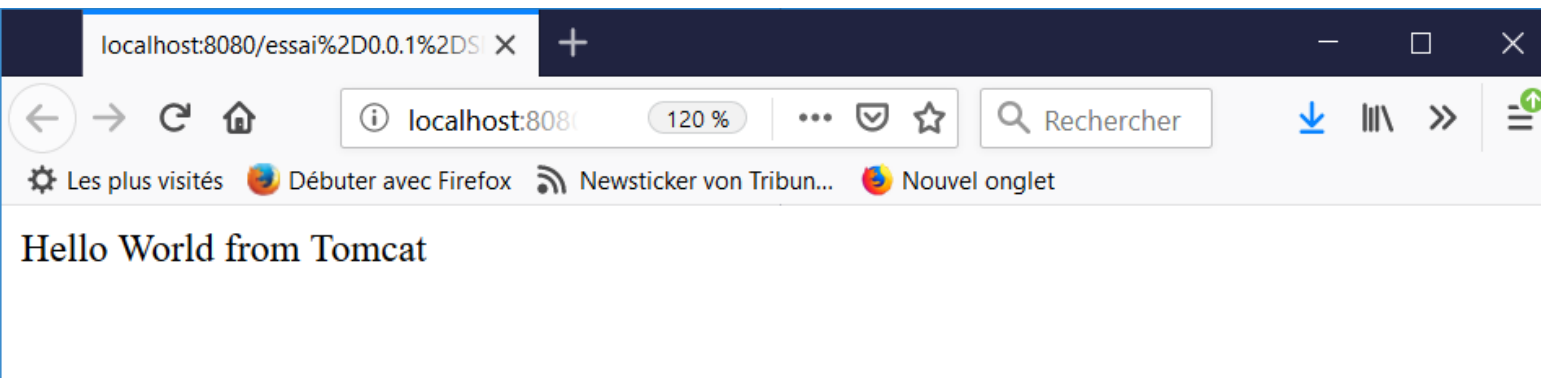 localhost:8080/essai%2D0.0.1%2DS
localhost:808 120 % Rechercher
Les plus visités Débuter avec Firefox Newsticker von Tribun... Nouvel onglet
Hello World from Tomcat